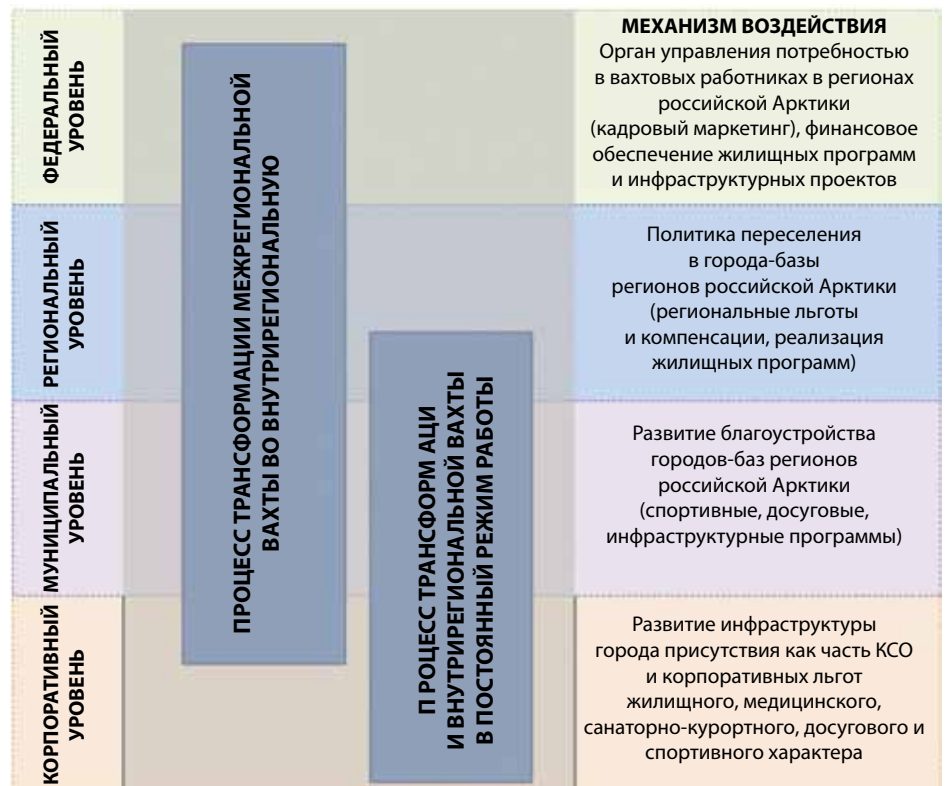 ФЕДЕРАЛЬНЫЙ
УРОВЕНЬ
РЕГИОНАЛЬНЫЙ
УРОВЕНЬ
МУНИЦИПАЛЬНЫЙ
УРОВЕНЬ
КОРПОРАТИВНЫЙ
УРОВЕНЬ
ПРОЦЕСС ТРАНСФОРМАЦИИ МЕЖРЕГИОНАЛЬНОЙ
ВАХТЫ ВО ВНУТРИРЕГИОНАЛЬНУЮ
П РОЦЕСС ТРАНСФОРМ АЦИ
И ВНУТРИРЕГИОНАЛЬНОЙ ВАХТЫ
В ПОСТОЯННЫЙ РЕЖИМ РАБОТЫ
МЕХАНИЗМ ВОЗДЕЙСТВИЯ
Орган управления потребностью
в вахтовых работниках в регионах
российской Арктики
(кадровый маркетинг), финансовое
обеспечение жилищных программ
и инфраструктурных проектов
Политика переселения
в города-базы
регионов российской Арктики
(региональные льготы
и компенсации, реализация
жилищных программ)
Развитие благоустройства
городов-баз регионов
российской Арктики
(спортивные, досуговые,
инфраструктурные программы)
Развитие инфраструктуры
города присутствия как часть КСО
и корпоративных льгот
жилищного, медицинского,
санаторно-курортного, досугового и
спортивного характера